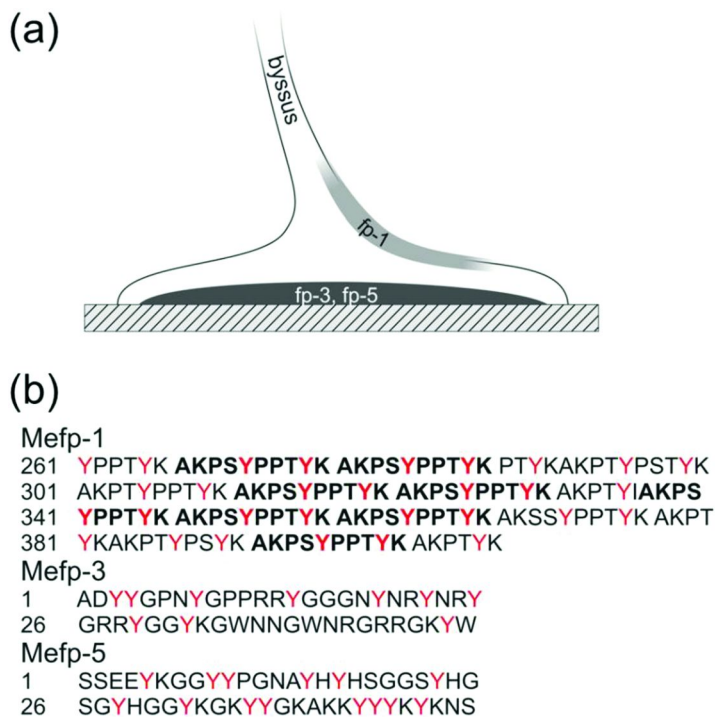 (a)
byssus
fp-1
fp-3, fp-5
(b)
Mefp-1
261 YPPTYK AKPSYPPTYK AKPSYPPTYK PTYKAKPTYPSTYK
301 AKPTYPPTYK AKPSYPPTYK AKPSYPPTYK AKPTYIAKPS
341 YPPTYK AKPSYPPTYK AKPSYPPTYK AKSSYPPTYK AKPT
381 YKAKPTYPSYK AKPSYPPTYK AKPTYK
Mefp-3
1 ADYYGPNYGPPRRYGGGNYNRYNRY
26 GRRYGGYKGWNNGWNRGRRGKYW
Mefp-5
1 SSEEYKGGYYPGNAYHYHSGGSYHG
26 SGYHGGYKGKYYGKAKKYYYKYKNS